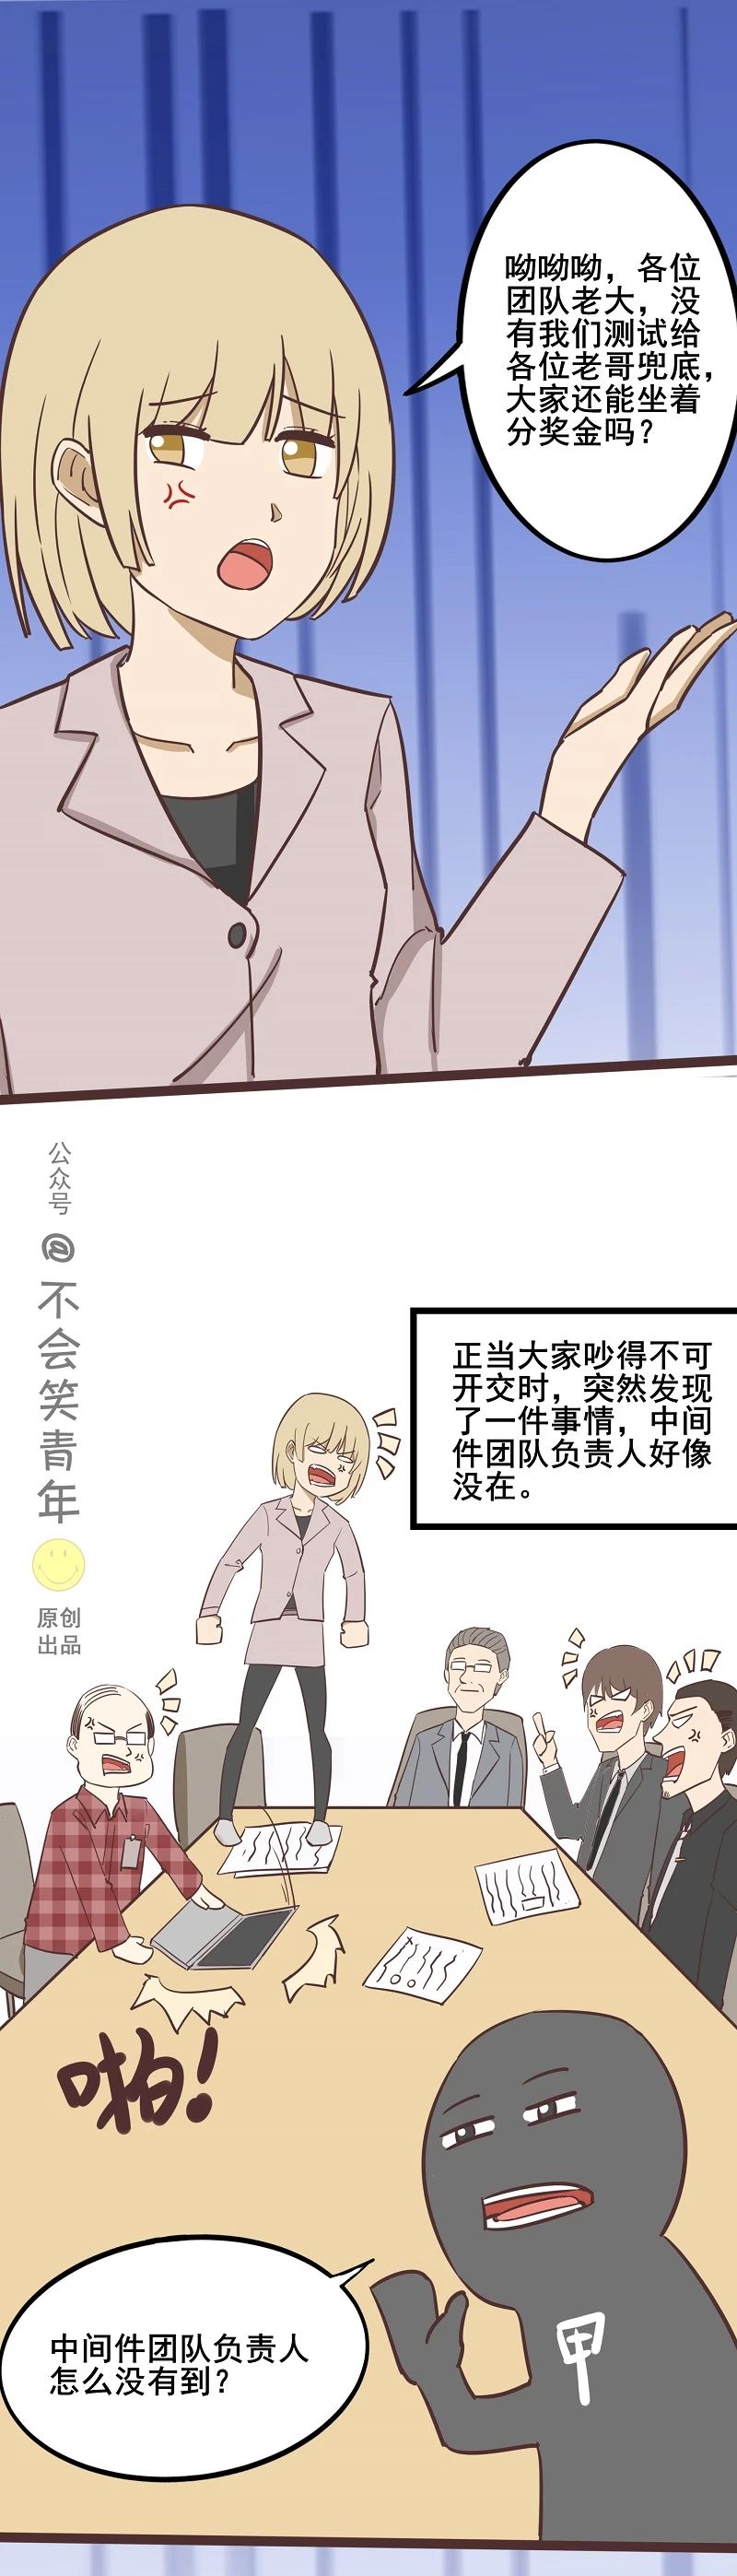 呦呦呦，各位
团队老大，没
有我们测试给
各位老哥兜底，
大家还能坐着
分奖金吗？
公众号
@不会笑青年
原创
出品
正当大家吵得不可
开交时，突然发现
了一件事情，中间
件团队负责人好像
没在。
啪！
甲
中间件团队负责人
怎么没有到？